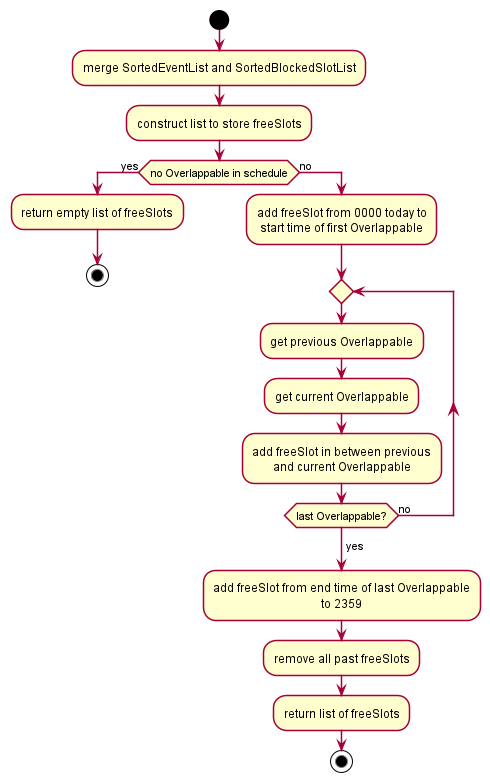 merge SortedEventList and SortedBlockedSlotList
construct list to store freeSlots
yes
no Overlappable in schedule
no
return empty list of freeSlots
add freeSlot from 0000 today to
start time of first Overlappable
get previous Overlappable
get current Overlappable
add freeSlot in between previous
and current Overlappable
last Overlappable?
no
yes
add freeSlot from end time of last Overlappable
to 2359
remove all past freeSlots
return list of freeSlots